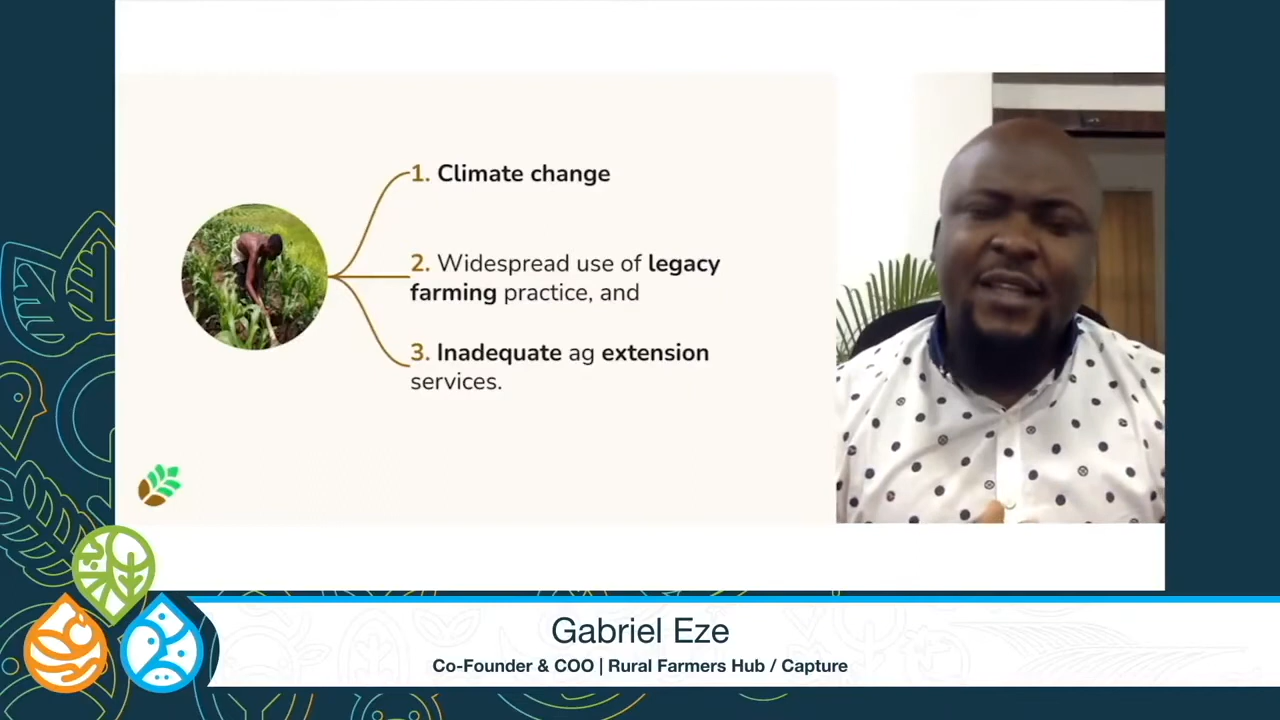 1. Climate change
2. Widespread use of legacy
farming practice, and
3. Inadequate ag extension
services.
Gabriel Eze
Co-Founder & COO | Rural Farmers Hub / Capture